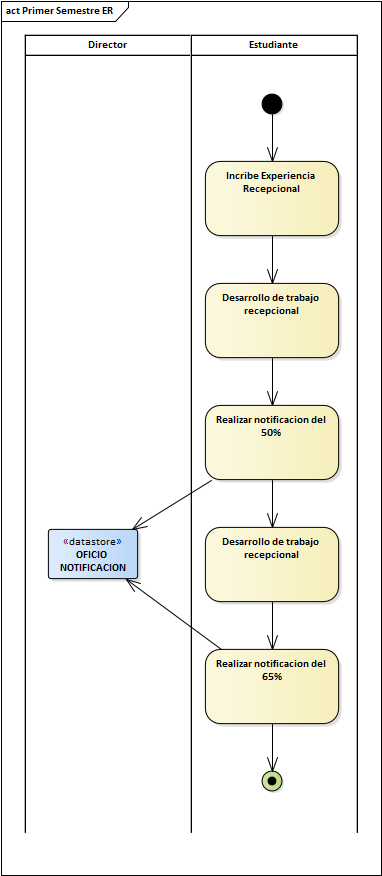 act Primer Semestre ER
Director
Estudiante
Incribe Experiencia
Recepcional
Desarrollo de trabajo
recepcional
Realizar notificacion del
50%
«datastore»
OFICIO
NOTIFICACION
Desarrollo de trabajo
recepcional
Realizar notificacion del
65%